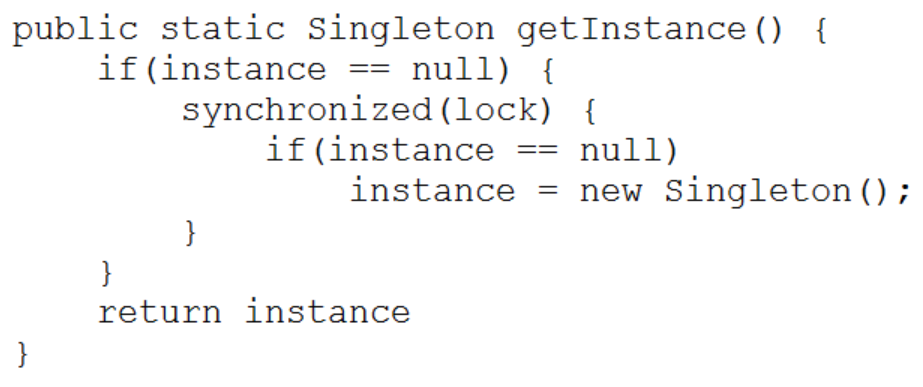 public static Singleton getInstance() {
    if(instance == null) {
        synchronized(lock) {
            if(instance == null)
                instance = new Singleton();
        }
    }
    return instance
}